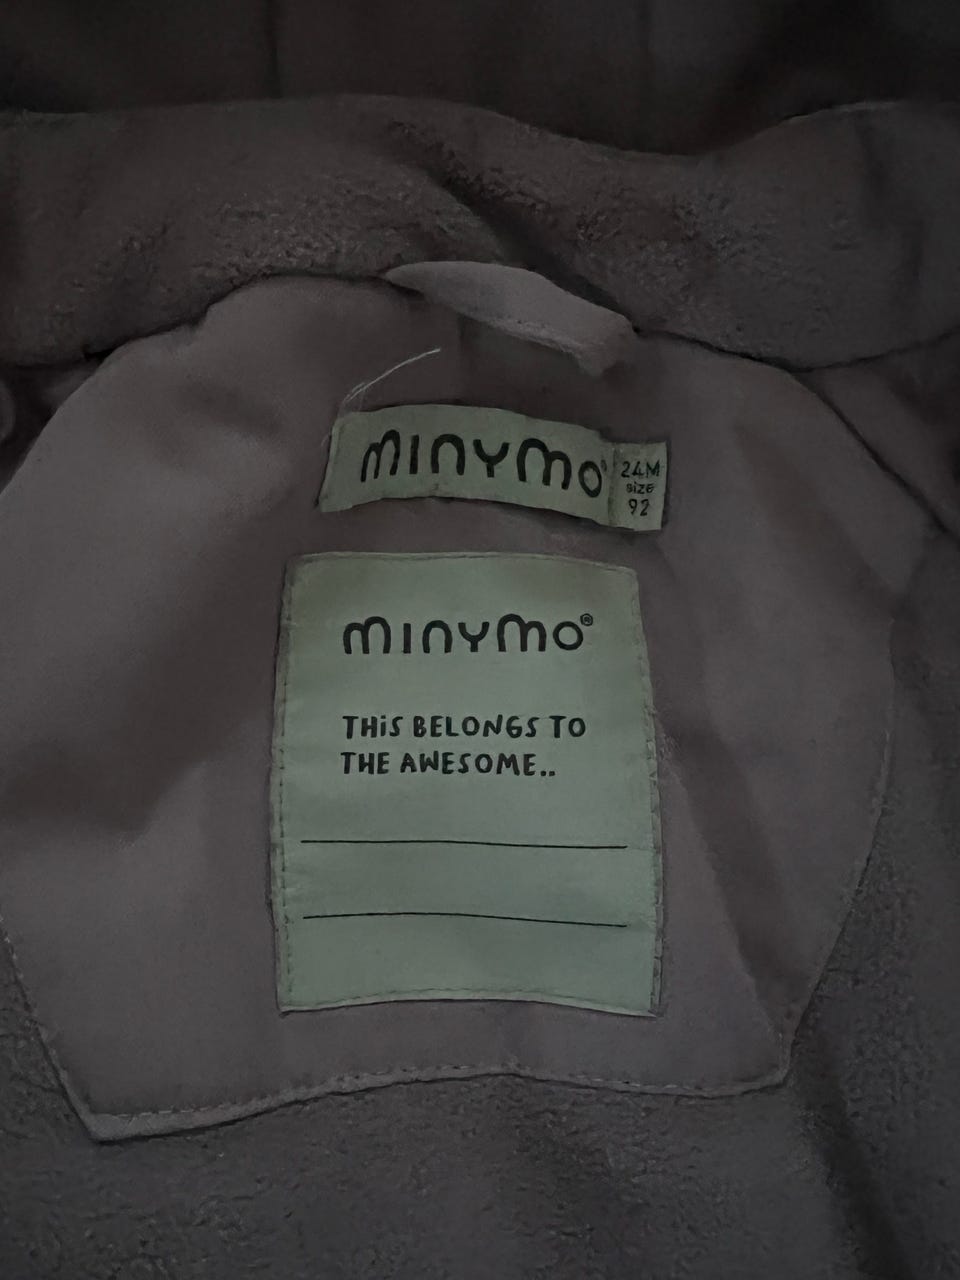 minymo
24M
size
92
minymo®
THIS BELONGS TO
THE AWESOME..